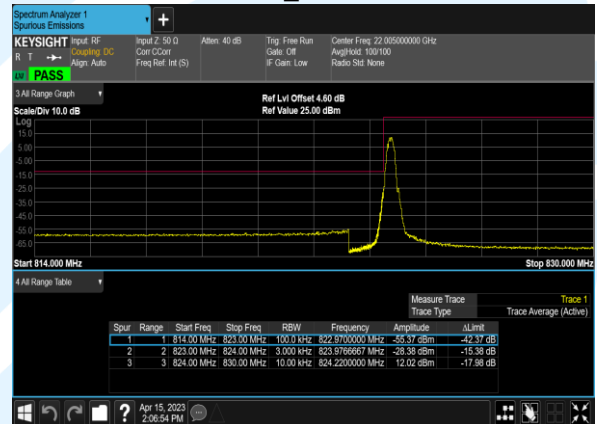 Spectrum Analyzer 1
Spurious Emissions
+
KEYSIGHT Input: RF Input Z: 50 Ω Atten: 40 dB Trig: Free Run Center Freq: 22.005000000 GHz
R T Coupling: DC Corr CCorr Gate: Off Avg|Hold: 100/100
Align: Auto Freq Ref: Int (S) IF Gain: Low Radio Std: None
LXI PASS
3 All Range Graph
Ref Lvl Offset 4.60 dB
Scale/Div 10.0 dB Ref Value 25.00 dBm
Log
15.0
5.00
-5.00
-15.0
-25.0
-35.0
-45.0
-55.0
-65.0
Start 814.000 MHz Stop 830.000 MHz
4 All Range Table
Measure Trace Trace 1
Trace Type Trace Average (Active)
Spur Range Start Freq Stop Freq RBW Frequency Amplitude ΔLimit
1 1 814.00 MHz 823.00 MHz 100.0 kHz 822.9700000 MHz -55.37 dBm -42.37 dB
2 2 823.00 MHz 824.00 MHz 3.000 kHz 823.9766667 MHz -28.38 dBm -15.38 dB
3 3 824.00 MHz 830.00 MHz 10.00 kHz 824.2200000 MHz 12.02 dBm -17.98 dB
? Apr 15, 2023
2:06:54 PM